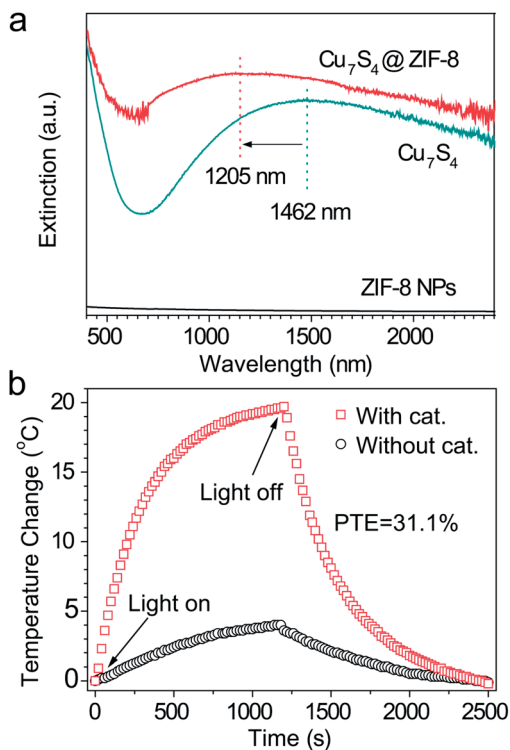 a
Extinction (a.u.)
Cu₇S₄@ZIF-8
Cu₇S₄
1205 nm
1462 nm
ZIF-8 NPs
500 1000 1500 2000
Wavelength (nm)
b
Temperature Change (°C)
20
15
10
5
0
With cat.
Without cat.
Light off
PTE=31.1%
Light on
0 500 1000 1500 2000 2500
Time (s)